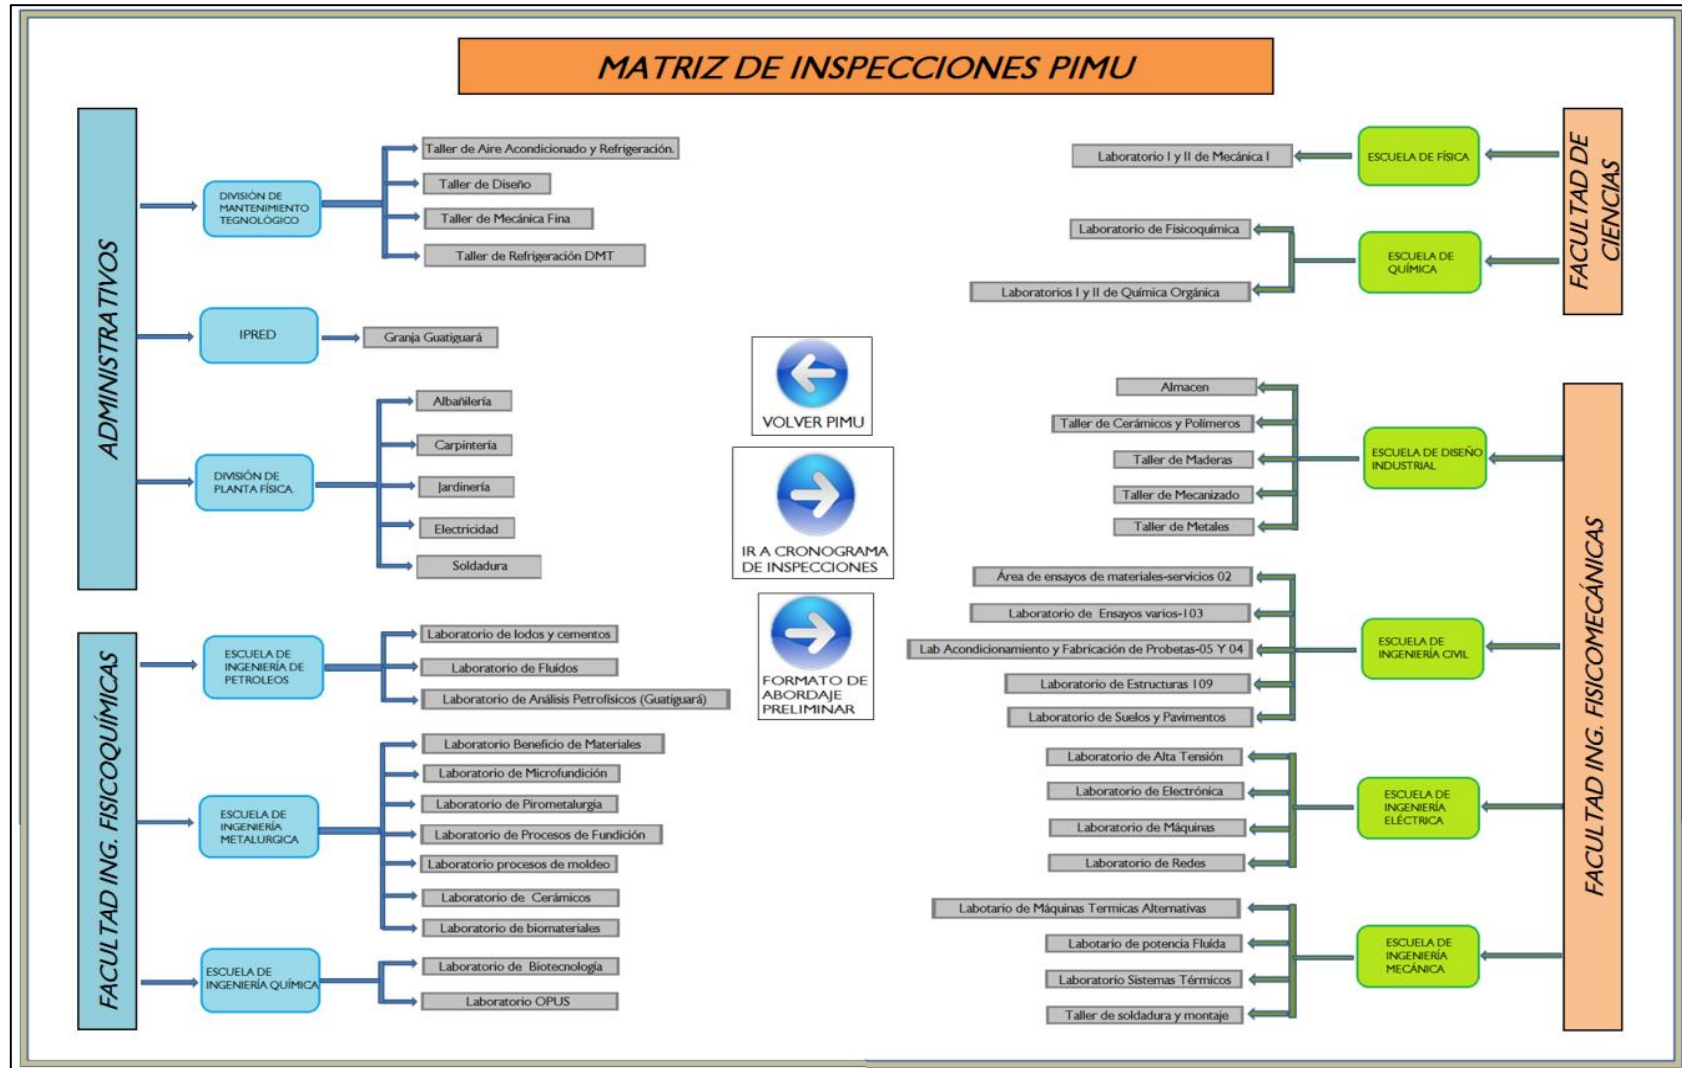 MATRIZ DE INSPECCIONES PIMU
ADMINISTRATIVOS
DIVISIÓN DE
MANTENIMIENTO
TEGNOLÓGICO
Taller de Aire Acondicionado y Refrigeración.
Taller de Diseño
Taller de Mecánica Fina
Taller de Refrigeración DMT
IPRED
Granja Guatiguará
DIVISIÓN DE
PLANTA FÍSICA
Albañilería
Carpintería
Jardinería
Electricidad
Soldadura
FACULTAD ING. FISICOQUÍMICAS
ESCUELA DE
INGENIERÍA DE
PETROLEOS
Laboratorio de lodos y cementos
Laboratorio de Fluídos
Laboratorio de Análisis Petrofísicos (Guatiguará)
ESCUELA DE
INGENIERÍA
METALURGICA
Laboratorio Beneficio de Materiales
Laboratorio de Microfundición
Laboratorio de Pirometalurgia
Laboratorio de Procesos de Fundición
Laboratorio procesos de moldeo
Laboratorio de Cerámicos
Laboratorio de biomateriales
ESCUELA DE
INGENIERÍA QUÍMICA
Laboratorio de Biotecnología
Laboratorio OPUS
VOLVER PIMU
IR A CRONOGRAMA
DE INSPECCIONES
FORMATO DE
ABORDAJE
PRELIMINAR
FACULTAD DE
CIENCIAS
ESCUELA DE FÍSICA
Laboratorio I y II de Mecánica I
ESCUELA DE
QUÍMICA
Laboratorio de Fisicoquímica
Laboratorios I y II de Química Orgánica
FACULTAD ING. FISICOMECÁNICAS
ESCUELA DE DISEÑO
INDUSTRIAL
Almacen
Taller de Cerámicos y Polímeros
Taller de Maderas
Taller de Mecanizado
Taller de Metales
ESCUELA DE
INGENIERÍA CIVIL
Área de ensayos de materiales-servicios 02
Laboratorio de Ensayos varios-103
Lab Acondicionamiento y Fabricación de Probetas-05 Y 04
Laboratorio de Estructuras 109
Laboratorio de Suelos y Pavimentos
ESCUELA DE
INGENIERÍA
ELÉCTRICA
Laboratorio de Alta Tensión
Laboratorio de Electrónica
Laboratorio de Máquinas
Laboratorio de Redes
ESCUELA DE
INGENIERÍA
MECÁNICA
Labotario de Máquinas Termicas Alternativas
Labotario de potencia Fluída
Laboratorio Sistemas Térmicos
Taller de soldadura y montaje